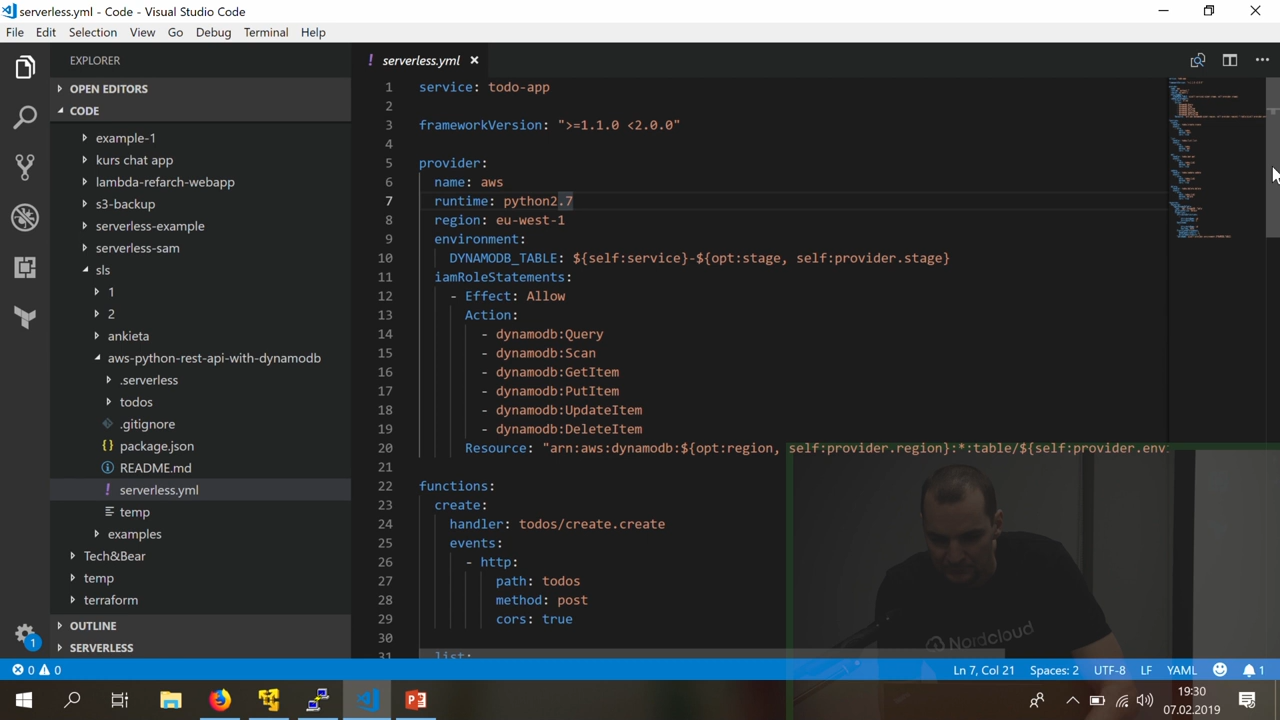 serverless.yml - Code - Visual Studio Code
File Edit Selection View Go Debug Terminal Help
EXPLORER
OPEN EDITORS
CODE
example-1
kurs chat app
lambda-refarch-webapp
s3-backup
serverless-example
serverless-sam
sls
1
2
ankieta
aws-python-rest-api-with-dynamodb
.serverless
todos
.gitignore
package.json
README.md
serverless.yml
temp
examples
Tech&Bear
temp
terraform
OUTLINE
SERVERLESS
1
! serverless.yml
1 service: todo-app
2
3 frameworkVersion: ">=1.1.0 <2.0.0"
4
5 provider:
6 name: aws
7 runtime: python2.7
8 region: eu-west-1
9 environment:
10 DYNAMODB_TABLE: ${self:service}-${opt:stage, self:provider.stage}
11 iamRoleStatements:
12 - Effect: Allow
13 Action:
14 - dynamodb:Query
15 - dynamodb:Scan
16 - dynamodb:GetItem
17 - dynamodb:PutItem
18 - dynamodb:UpdateItem
19 - dynamodb:DeleteItem
20 Resource: "arn:aws:dynamodb:${opt:region, self:provider.region}:*:table/${self:provider.env
21
22 functions:
23 create:
24 handler: todos/create.create
25 events:
26 - http:
27 path: todos
28 method: post
29 cors: true
30
31 list:
Nordcloud
0 0 Ln 7, Col 21 Spaces: 2 UTF-8 LF YAML 1
19:30
07.02.2019